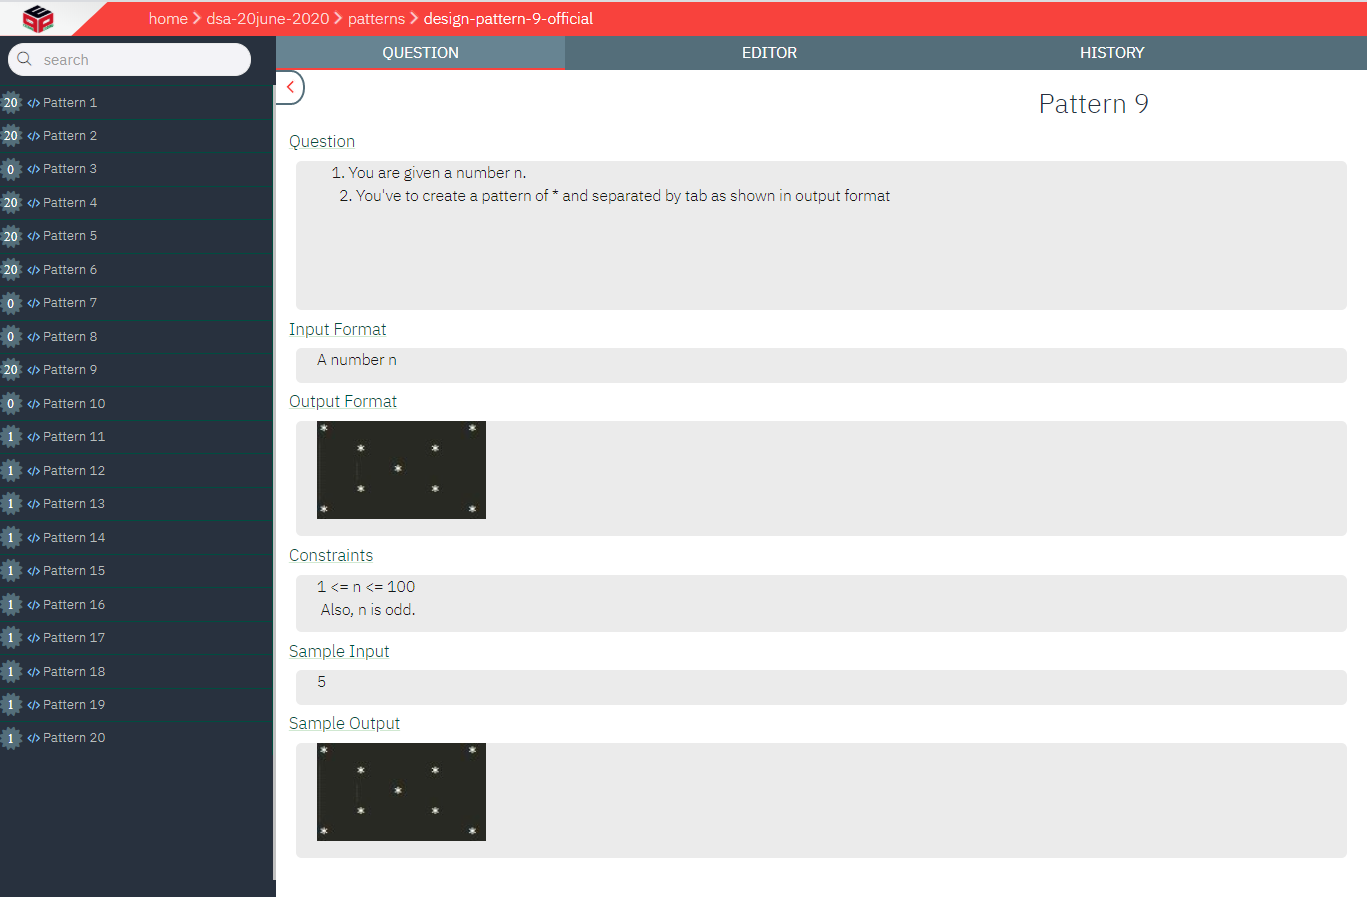 home > dsa-20june-2020 > patterns > design-pattern-9-official
search
QUESTION EDITOR HISTORY
20 </> Pattern 1
20 </> Pattern 2
0 </> Pattern 3
20 </> Pattern 4
20 </> Pattern 5
20 </> Pattern 6
0 </> Pattern 7
0 </> Pattern 8
20 </> Pattern 9
0 </> Pattern 10
1 </> Pattern 11
1 </> Pattern 12
1 </> Pattern 13
1 </> Pattern 14
1 </> Pattern 15
1 </> Pattern 16
1 </> Pattern 17
1 </> Pattern 18
1 </> Pattern 19
1 </> Pattern 20
Pattern 9
Question
1. You are given a number n.
2. You've to create a pattern of * and separated by tab as shown in output format
Input Format
A number n
Output Format
* *
* *
*
* *
* *
Constraints
1 <= n <= 100
Also, n is odd.
Sample Input
5
Sample Output
* *
* *
*
* *
* *